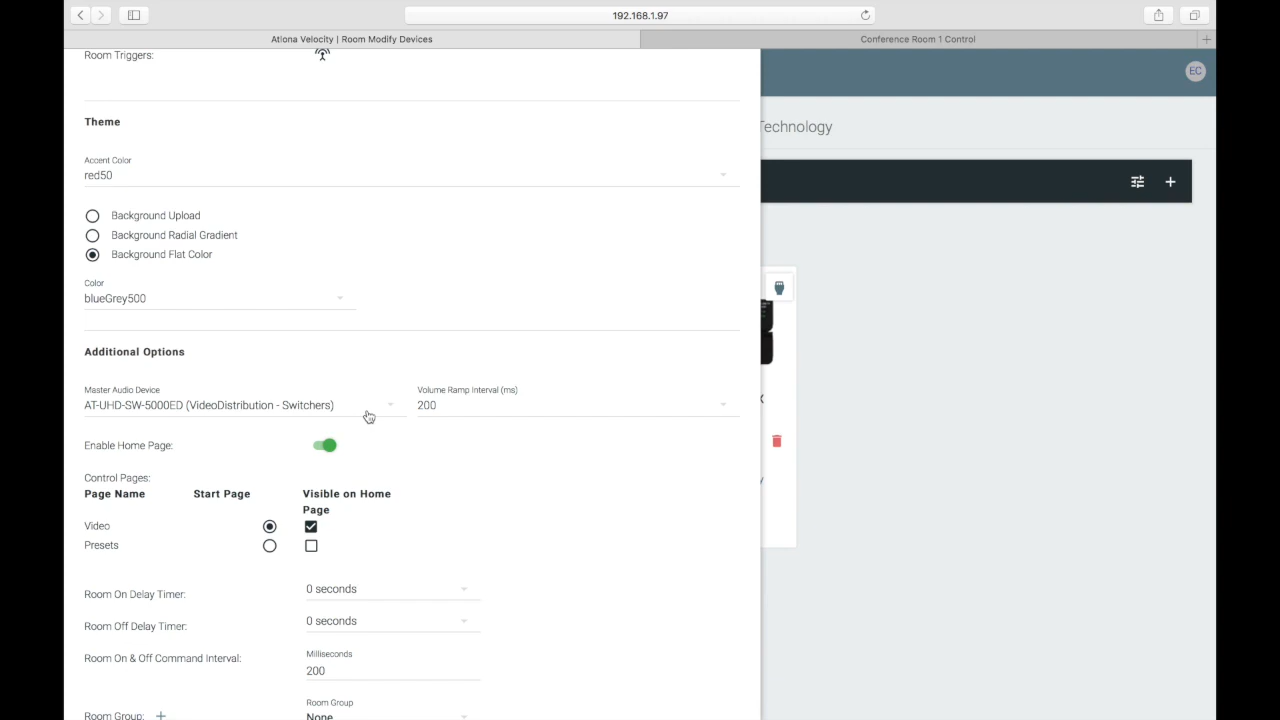 192.168.1.97
Atlona Velocity | Room Modify Devices
Conference Room 1 Control
Room Triggers:
EC
Theme
Technology
Accent Color
red50
Background Upload
Background Radial Gradient
Background Flat Color
Color
blueGrey500
Additional Options
Master Audio Device
Volume Ramp Interval (ms)
AT-UHD-SW-5000ED (VideoDistribution - Switchers)
200
Enable Home Page:
Control Pages:
Page Name Start Page Visible on Home
Page
Video
Presets
Room On Delay Timer: 0 seconds
Room Off Delay Timer: 0 seconds
Room On & Off Command Interval:
Milliseconds
200
Room Group
Room Group: + None